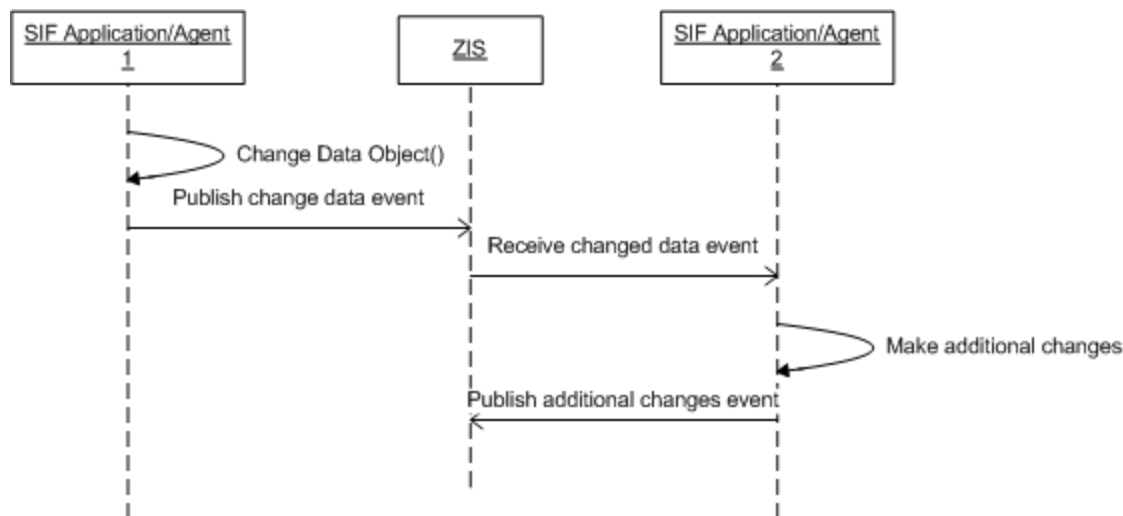 SIF Application/Agent
1
ZIS
SIF Application/Agent
2
Change Data Object()
Publish change data event
Receive changed data event
Make additional changes
Publish additional changes event